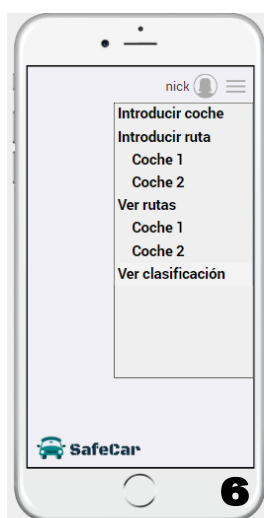 nick
Introducir coche
Introducir ruta
Coche 1
Coche 2
Ver rutas
Coche 1
Coche 2
Ver clasificación
SafeCar
6